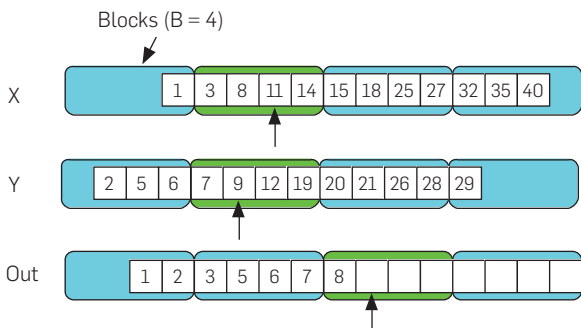 Blocks (B = 4)
X 1 3 8 11 14 15 18 25 27 32 35 40
Y 2 5 6 7 9 12 19 20 21 26 28 29
Out 1 2 3 5 6 7 8